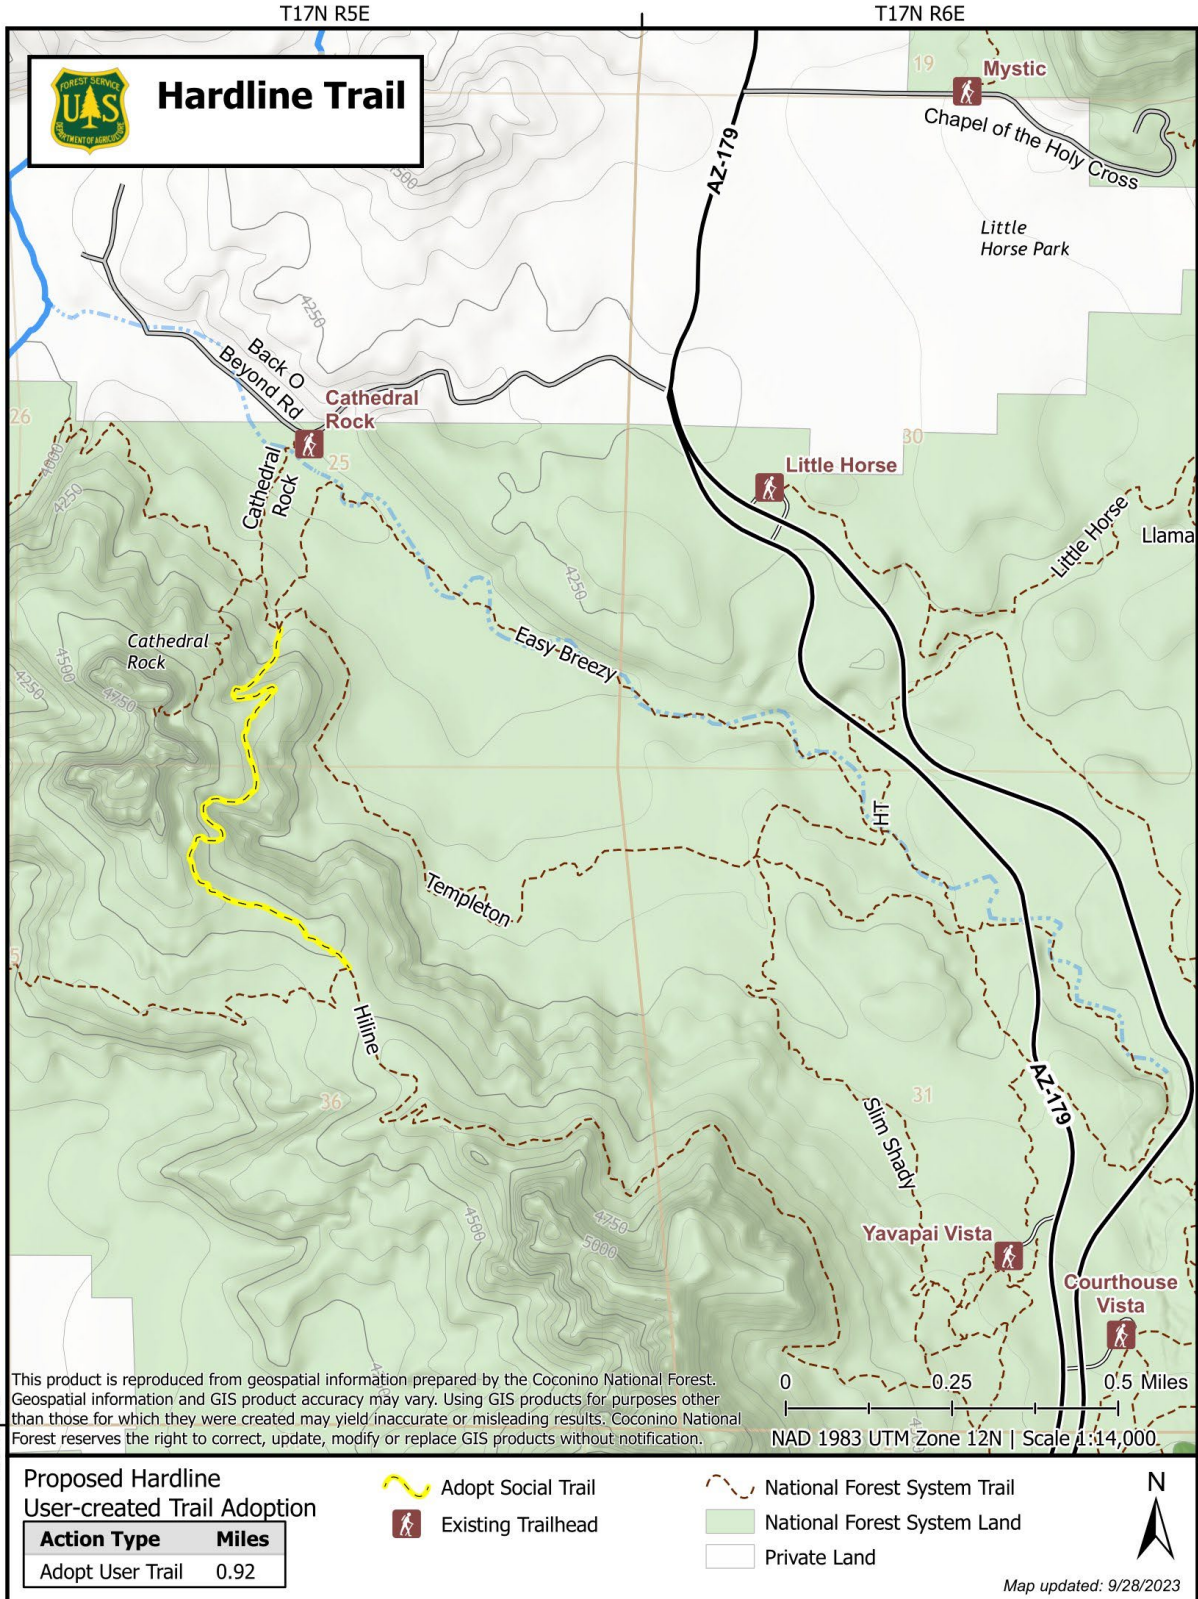 T17N R5E
T17N R6E
FOREST SERVICE
U S
DEPARTMENT OF AGRICULTURE
Hardline Trail
19
Mystic
Chapel of the Holy Cross
AZ-179
4500
Little
Horse Park
4250
Back O
Beyond Rd
Cathedral
Rock
26
25
30
4000
4250
Cathedral
Rock
Little Horse
Little Horse
Llama
4250
Easy Breezy
Cathedral
Rock
4500
4250
4750
HT
Templeton
Hiline
36
31
AZ-179
Slim Shady
4500
4750
5000
Yavapai Vista
Courthouse
Vista
This product is reproduced from geospatial information prepared by the Coconino National Forest.
Geospatial information and GIS product accuracy may vary. Using GIS products for purposes other
than those for which they were created may yield inaccurate or misleading results. Coconino National
Forest reserves the right to correct, update, modify or replace GIS products without notification.
0 0.25 0.5 Miles
NAD 1983 UTM Zone 12N | Scale 1:14,000
Proposed Hardline
User-created Trail Adoption
Action Type Miles
Adopt User Trail 0.92
Adopt Social Trail
Existing Trailhead
National Forest System Trail
National Forest System Land
Private Land
N
Map updated: 9/28/2023